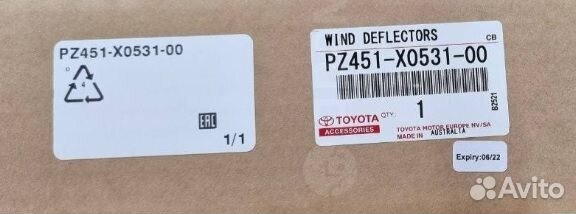 PZ451-X0531-00
4
EAC
1/1
WIND DEFLECTORS
CB
PZ451-X0531-00
TOYOTA
ACCESSORIES
QTY.
1
B2521
TOYOTA MOTOR EUROPE NV/SA
MADE IN AUSTRALIA
Expiry:06/22
Avito